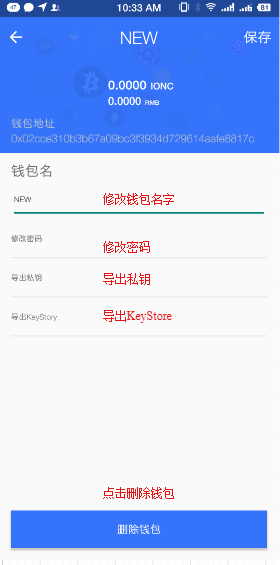 47 10:33 AM 81
NEW 保存
0.0000 IONC
0.0000 RMB
钱包地址
0x02cce310b3b67a09bc3f3934d729614aafe8817c
钱包名
NEW 修改钱包名字
修改密码 修改密码
导出私钥 导出私钥
导出KeyStory 导出KeyStore
点击删除钱包
删除钱包